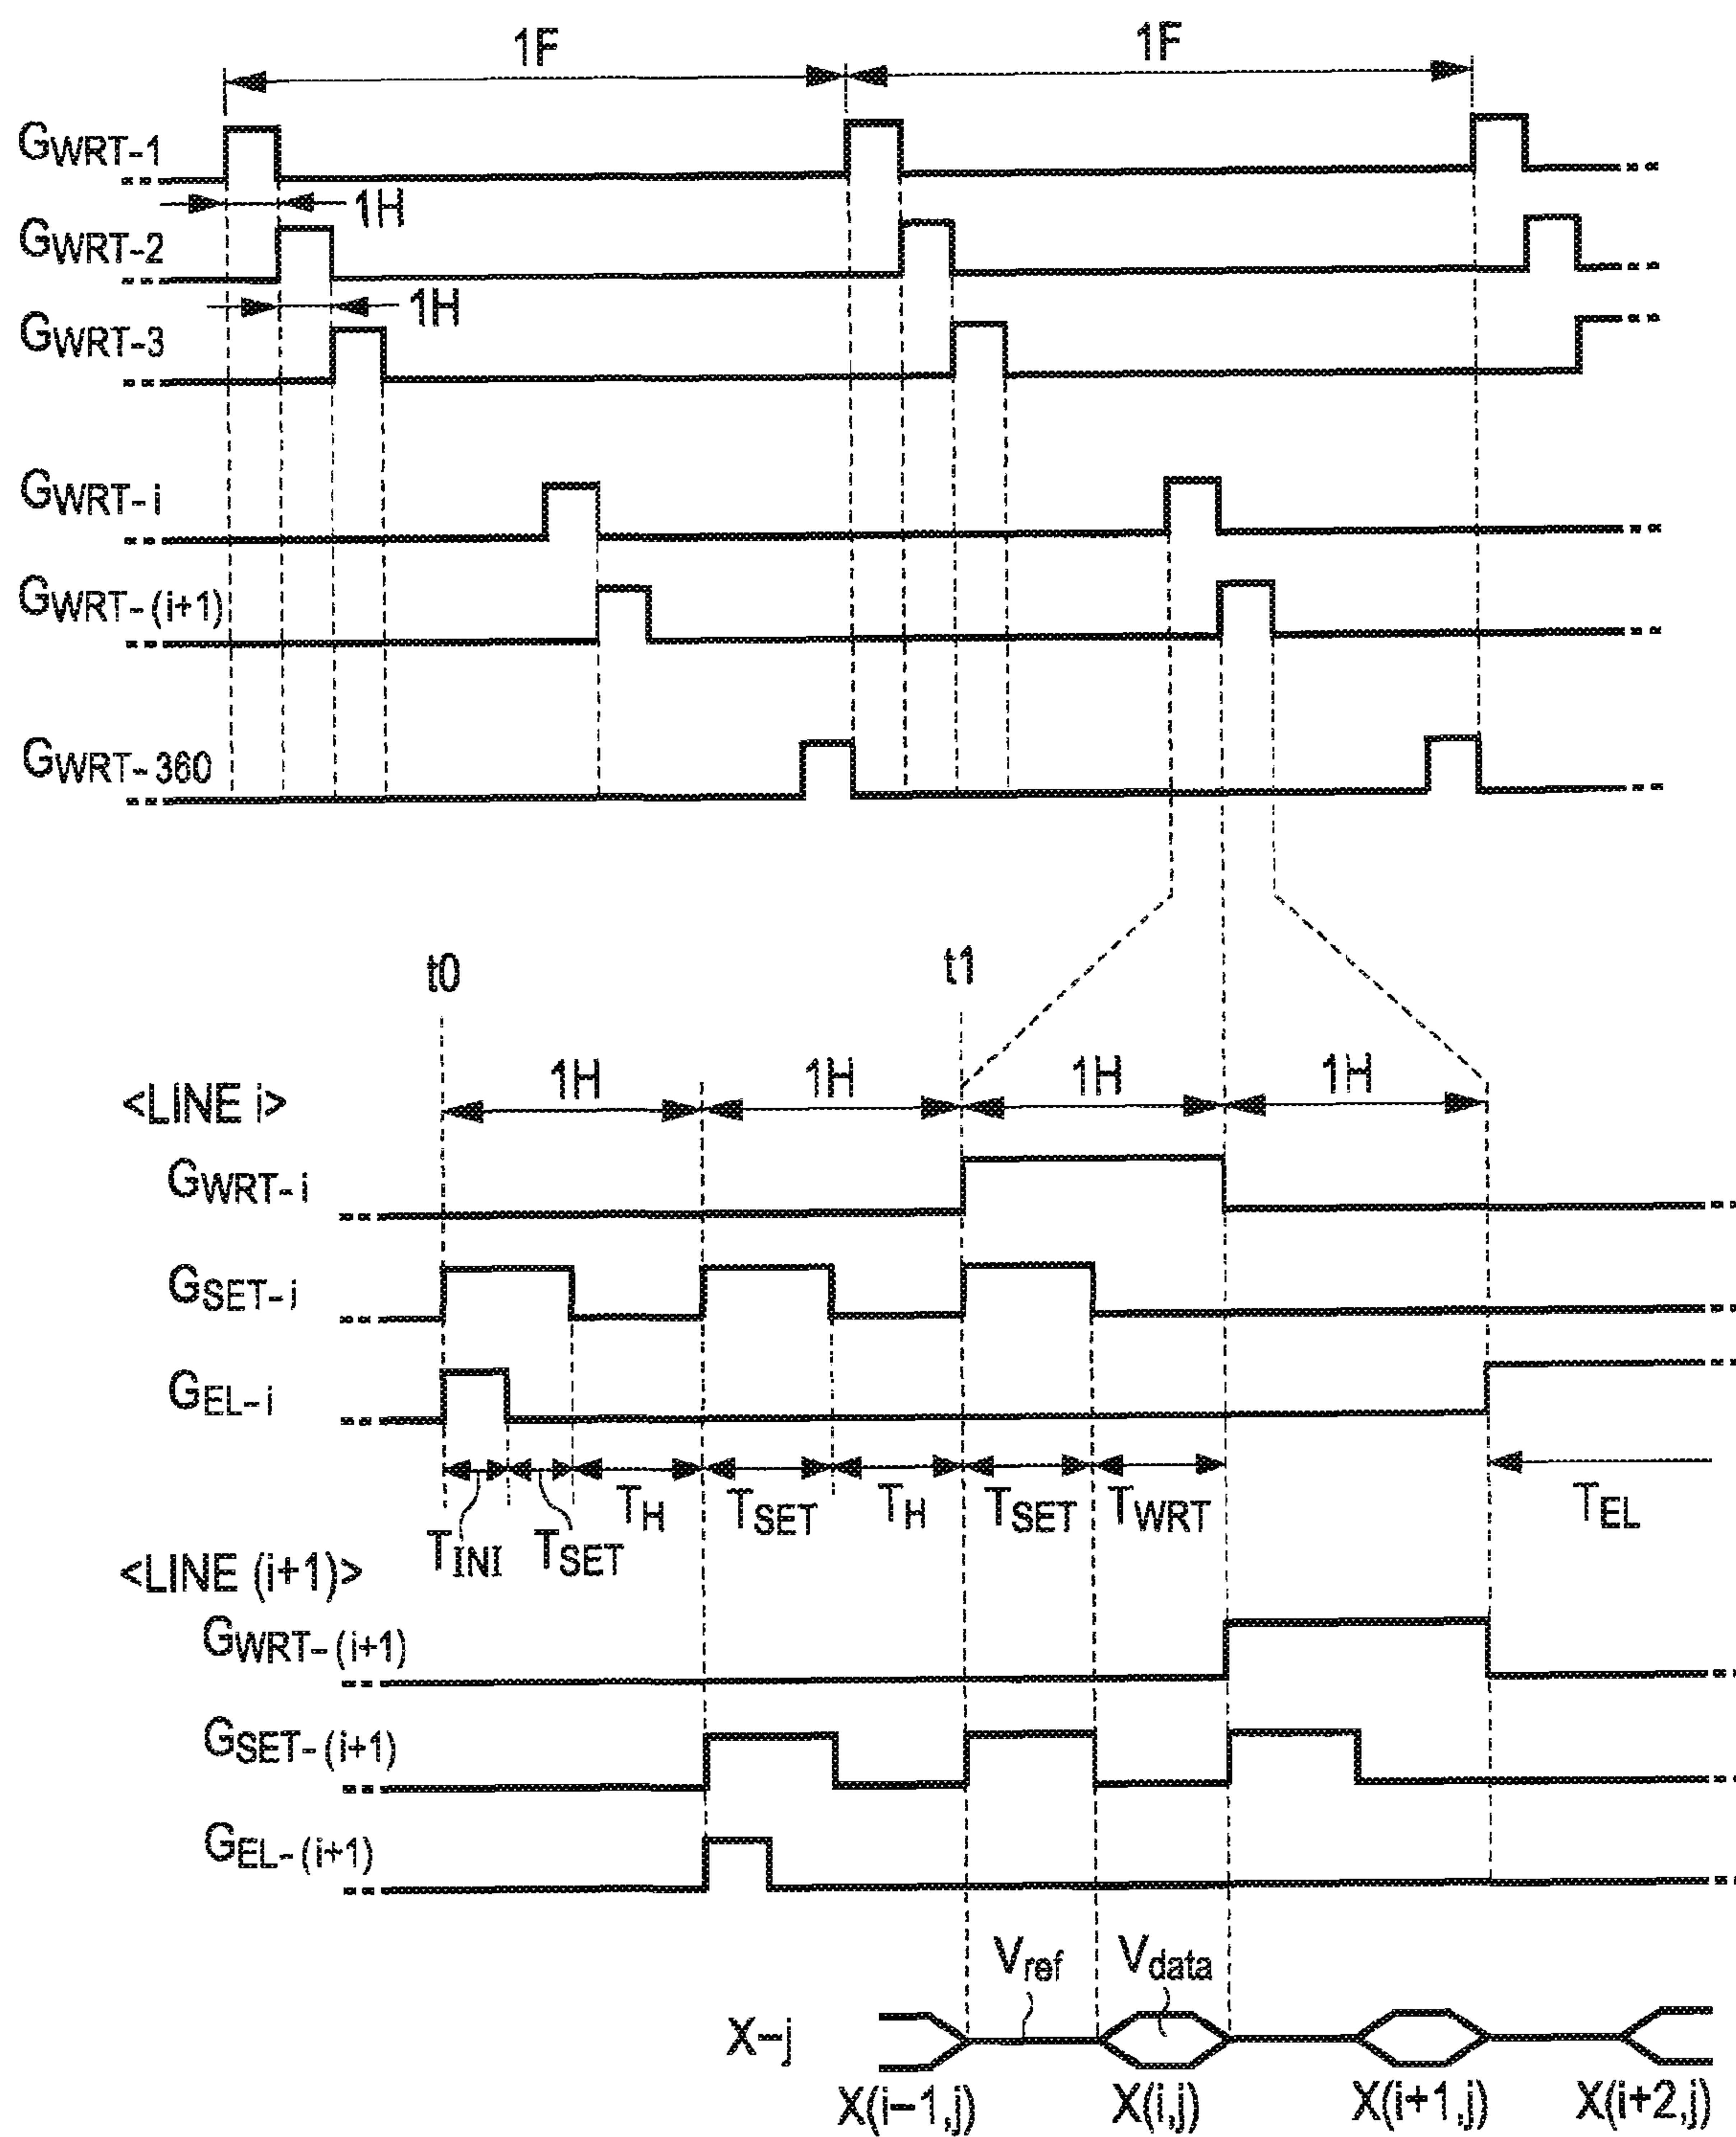 1F 1F
GWRT-1
1H
GWRT-2
1H
GWRT-3
GWRT-i
GWRT-(i+1)
GWRT-360
t0 t1
<LINE i> 1H 1H 1H 1H
GWRT-i
GSET-i
GEL-i
TH TSET TH TSET TWRT TEL
TINI TSET
<LINE (i+1)>
GWRT-(i+1)
GSET-(i+1)
GEL-(i+1)
Vref Vdata
X-j
X(i-1,j) X(i,j) X(i+1,j) X(i+2,j)